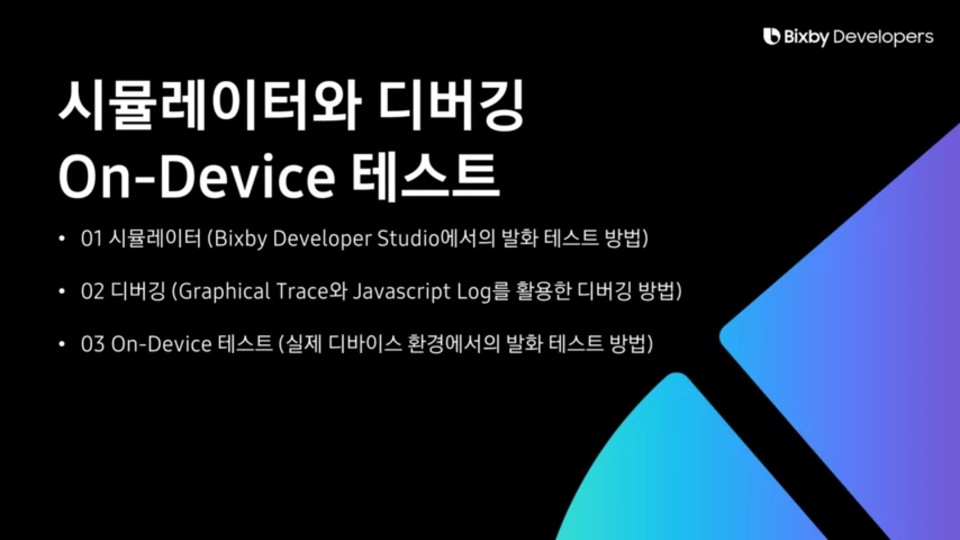 Bixby Developers
시뮬레이터와 디버깅
On-Device 테스트
• 01 시뮬레이터 (Bixby Developer Studio에서의 발화 테스트 방법)
• 02 디버깅 (Graphical Trace와 Javascript Log를 활용한 디버깅 방법)
• 03 On-Device 테스트 (실제 디바이스 환경에서의 발화 테스트 방법)